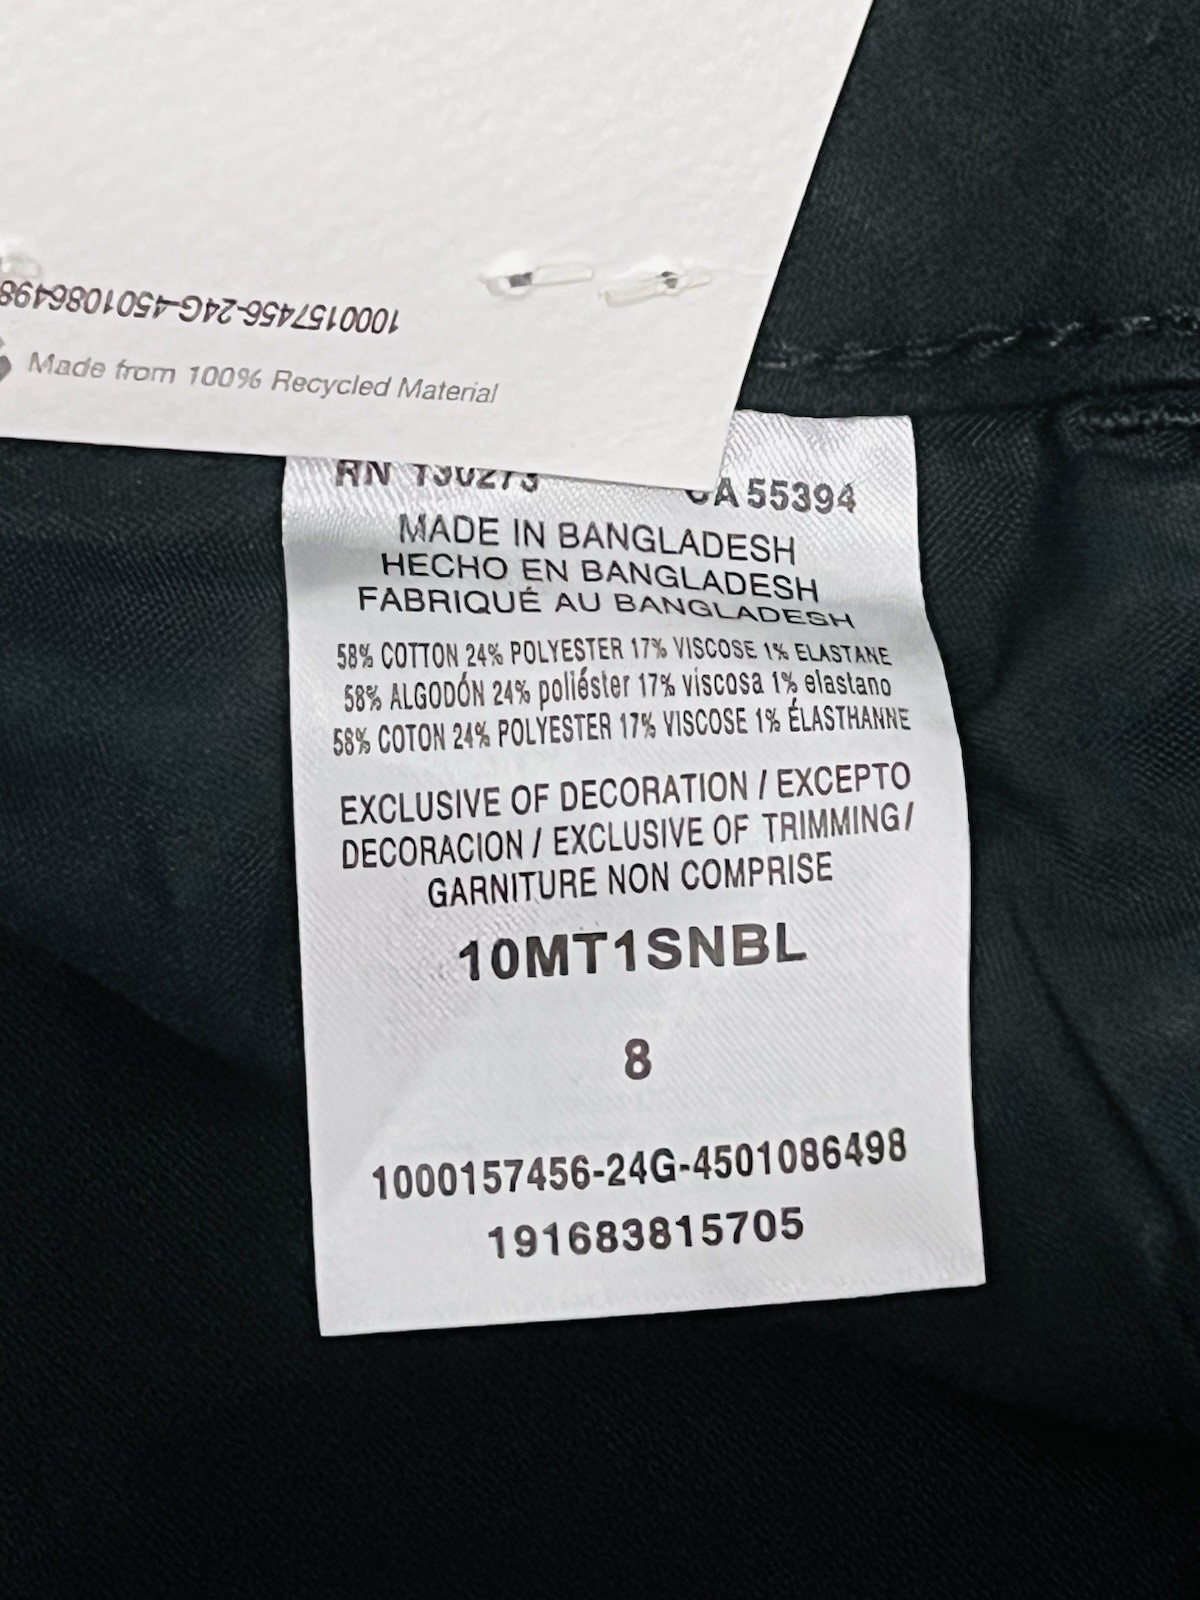 1000157456-24G-4501086498
Made from 100% Recycled Material
RN 130273
CA 55394
MADE IN BANGLADESH
HECHO EN BANGLADESH
FABRIQUÉ AU BANGLADESH
58% COTTON 24% POLYESTER 17% VISCOSE 1% ELASTANE
58% ALGODÓN 24% poliéster 17% viscosa 1% elastano
58% COTON 24% POLYESTER 17% VISCOSE 1% ÉLASTHANNE
EXCLUSIVE OF DECORATION / EXCEPTO
DECORACION / EXCLUSIVE OF TRIMMING/
GARNITURE NON COMPRISE
10MT1SNBL
8
1000157456-24G-4501086498
191683815705